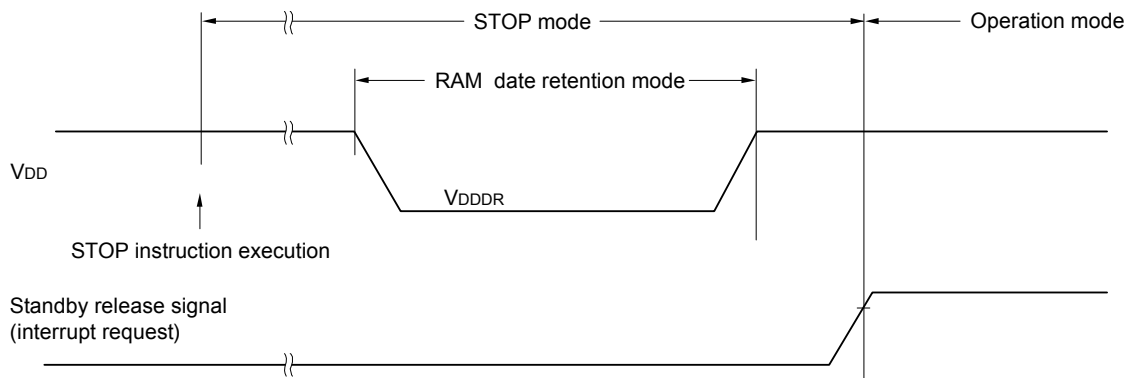 STOP mode
Operation mode
RAM date retention mode
VDD
VDDDR
STOP instruction execution
Standby release signal
(interrupt request)